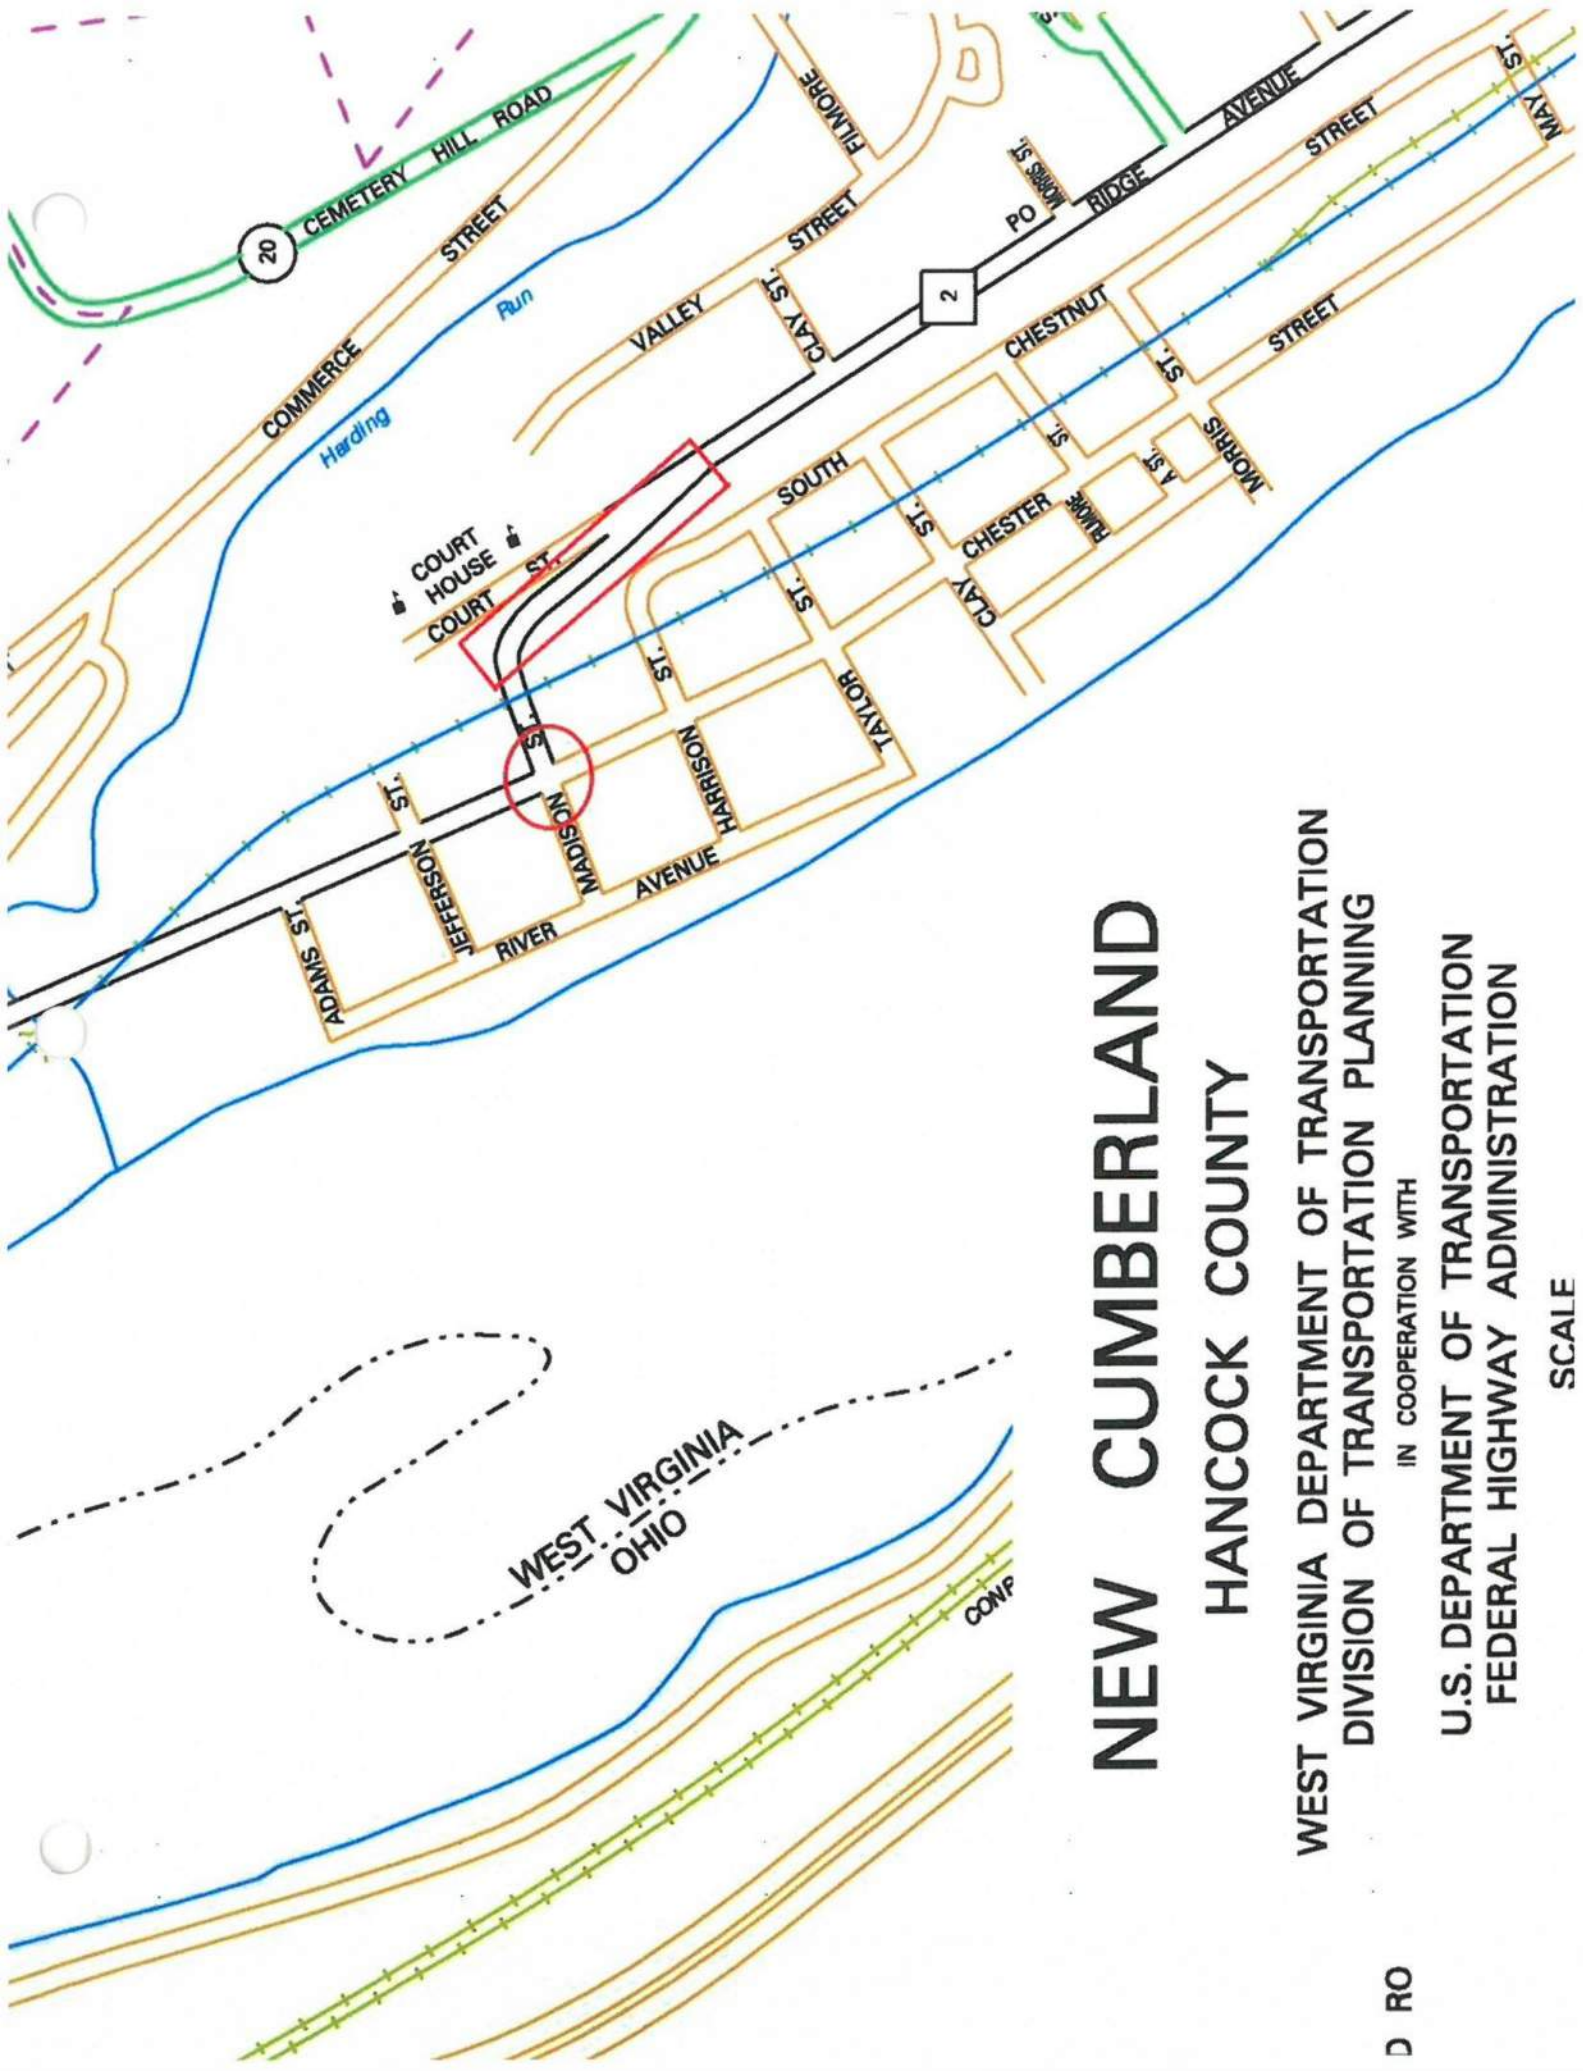 20
CEMETERY HILL ROAD
COMMERCE STREET
Harding Run
FILMORE
VALLEY STREET
CLAY ST.
PO
MORRIS ST.
RIDGE AVENUE
2
COURT
HOUSE
COURT ST.
SOUTH CHESTNUT STREET
MAY ST.
ST.
ST.
ST.
ST.
ST.
ST.
ADAMS ST.
JEFFERSON
MADISON
HARRISON
TAYLOR
CLAY
CHESTER STREET
FILMORE
A ST.
MORRIS
RIVER AVENUE
WEST VIRGINIA
OHIO
NEW CUMBERLAND
HANCOCK COUNTY
WEST VIRGINIA DEPARTMENT OF TRANSPORTATION
DIVISION OF TRANSPORTATION PLANNING
IN COOPERATION WITH
U.S. DEPARTMENT OF TRANSPORTATION
FEDERAL HIGHWAY ADMINISTRATION
SCALE
D RO